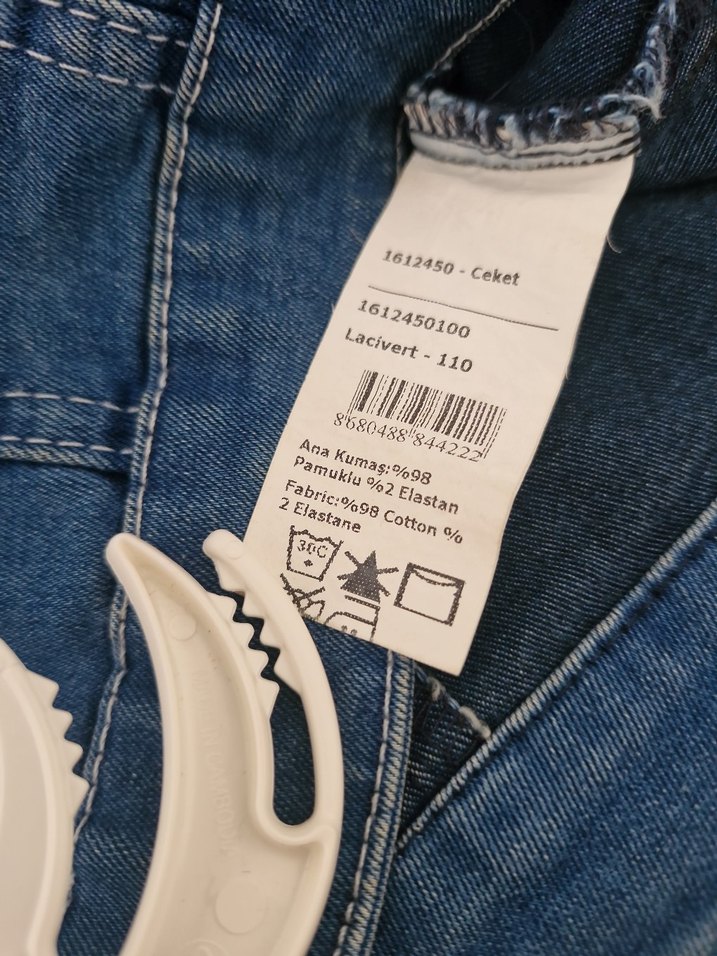 1612450 - Ceket
1612450100
Lacivert - 110
8680488844222
Ana Kumaş:%98
Pamuklu %2 Elastan
Fabric:%98 Cotton %
2 Elastane
30C